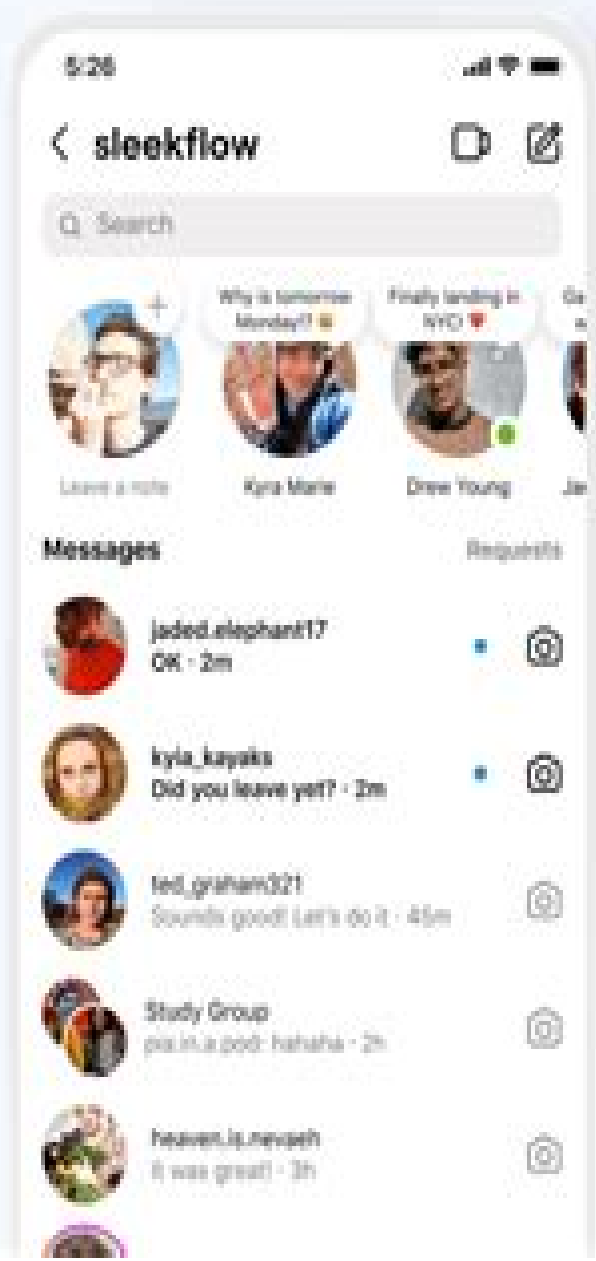 5:26
sleekflow
Search
Why is tomorrow
Monday!? 😩
Finally landing in
NYC! ❤️
Ga
Leave a note
Kyra Marie
Drew Young
Ja
Messages
Requests
jaded.elephant17
OK · 2m
kyia_kayaks
Did you leave yet? · 2m
ted_graham321
Sounds good! Let's do it · 45m
Study Group
pia.in.a.pod: hahaha · 2h
heaven.is.nevaeh
It was great! · 3h